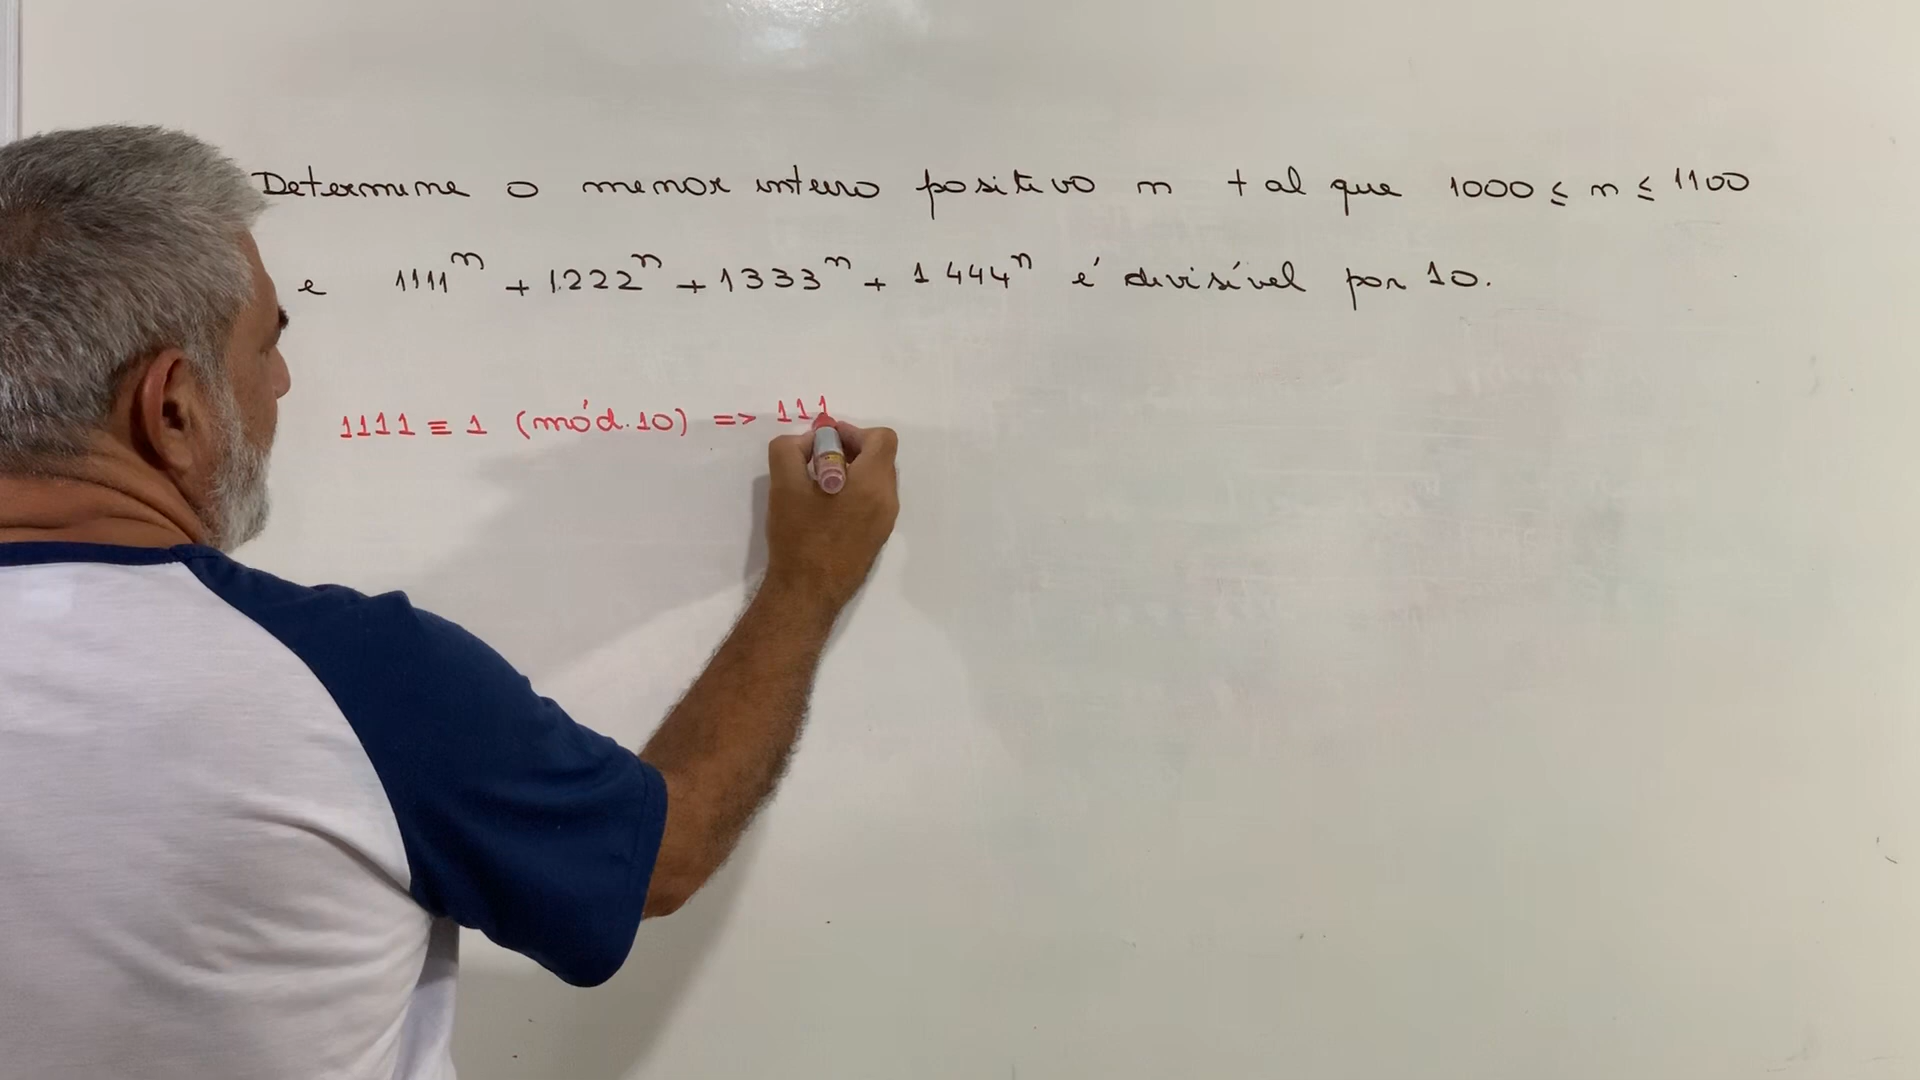 Determine o menor inteiro positivo n tal que 1000 ≤ n ≤ 1100
e 1111ⁿ + 1222ⁿ + 1333ⁿ + 1444ⁿ é divisível por 10.
1111 ≡ 1 (mód. 10) => 111